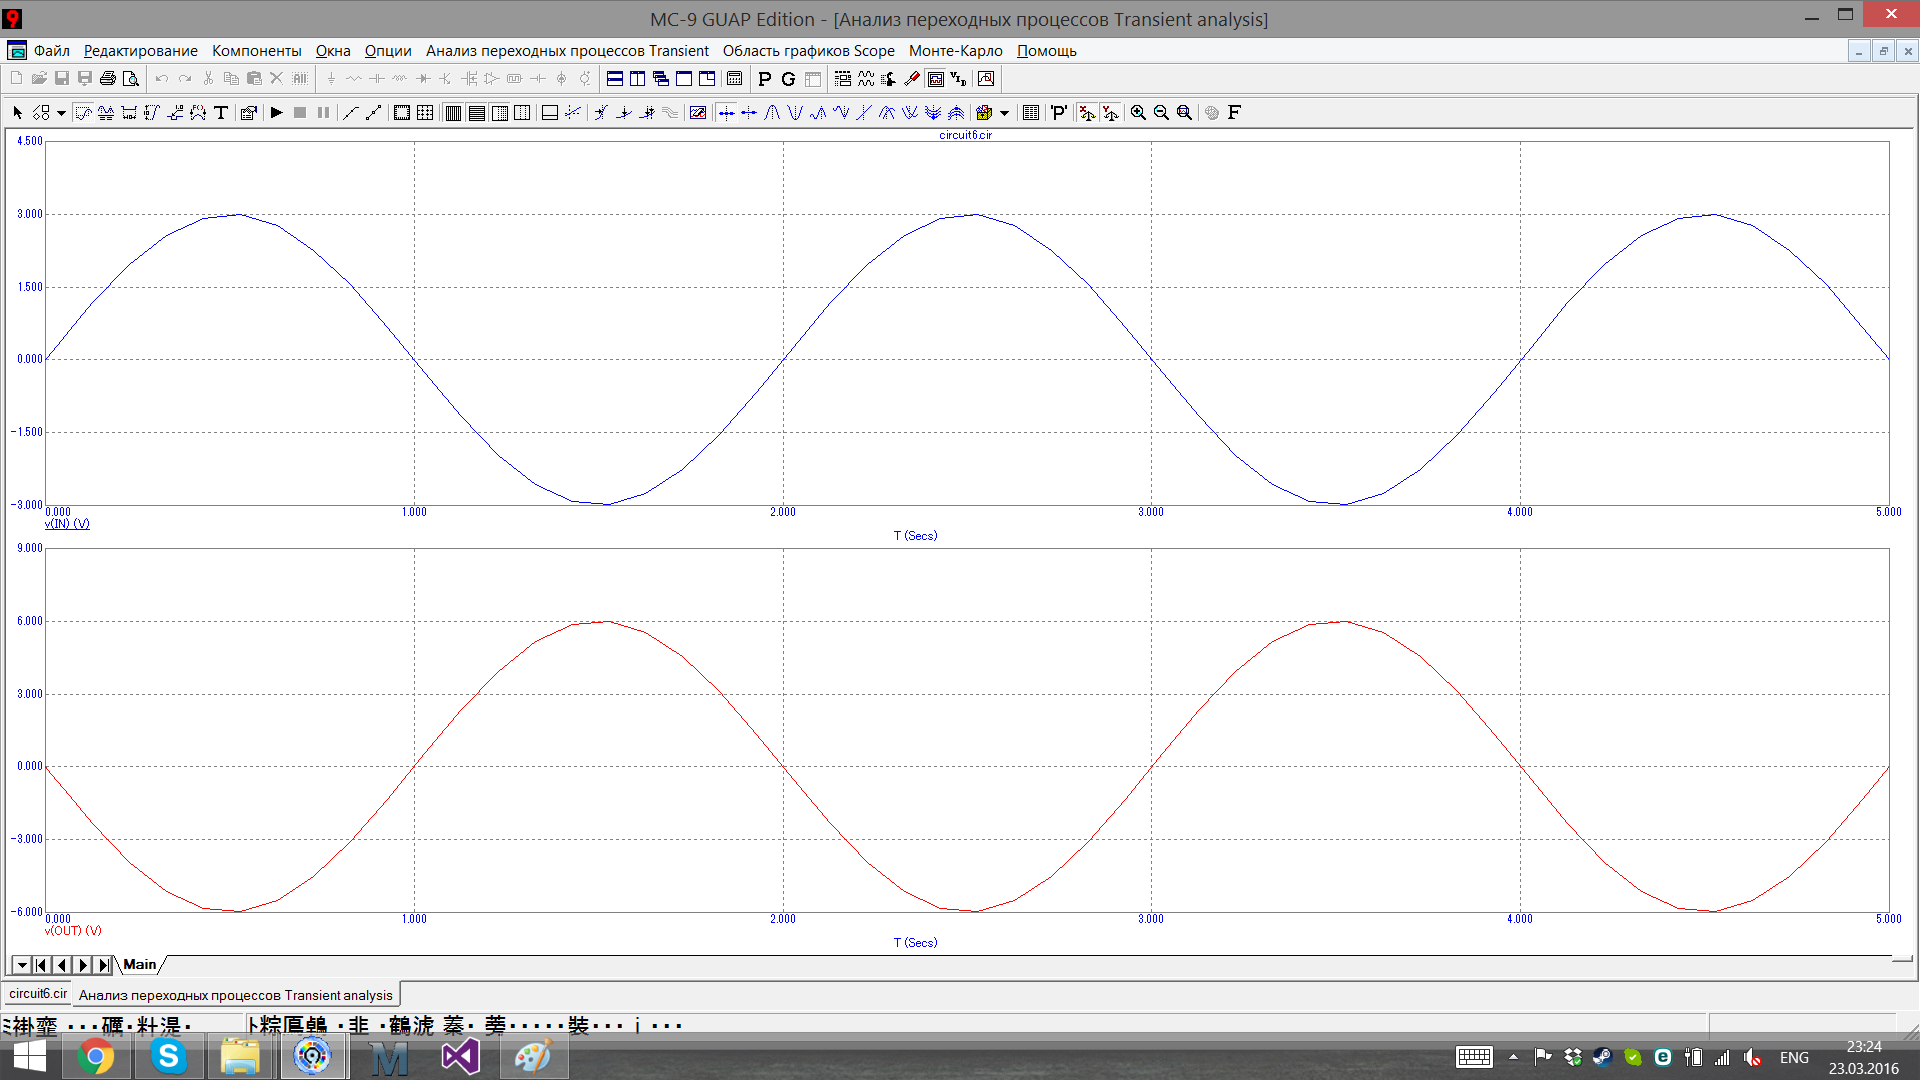 MC-9 GUAP Edition - [Анализ переходных процессов Transient analysis]
Файл Редактирование Компоненты Окна Опции Анализ переходных процессов Transient Область графиков Scope Монте-Карло Помощь
circuit6.cir
4.500
3.000
1.500
0.000
-1.500
-3.000
0.000 1.000 2.000 3.000 4.000 5.000
v(IN) (V)
T (Secs)
9.000
6.000
3.000
0.000
-3.000
-6.000
0.000 1.000 2.000 3.000 4.000 5.000
v(OUT) (V)
T (Secs)
Main
circuit6.cir Анализ переходных процессов Transient analysis
ENG
23:24
23.03.2016